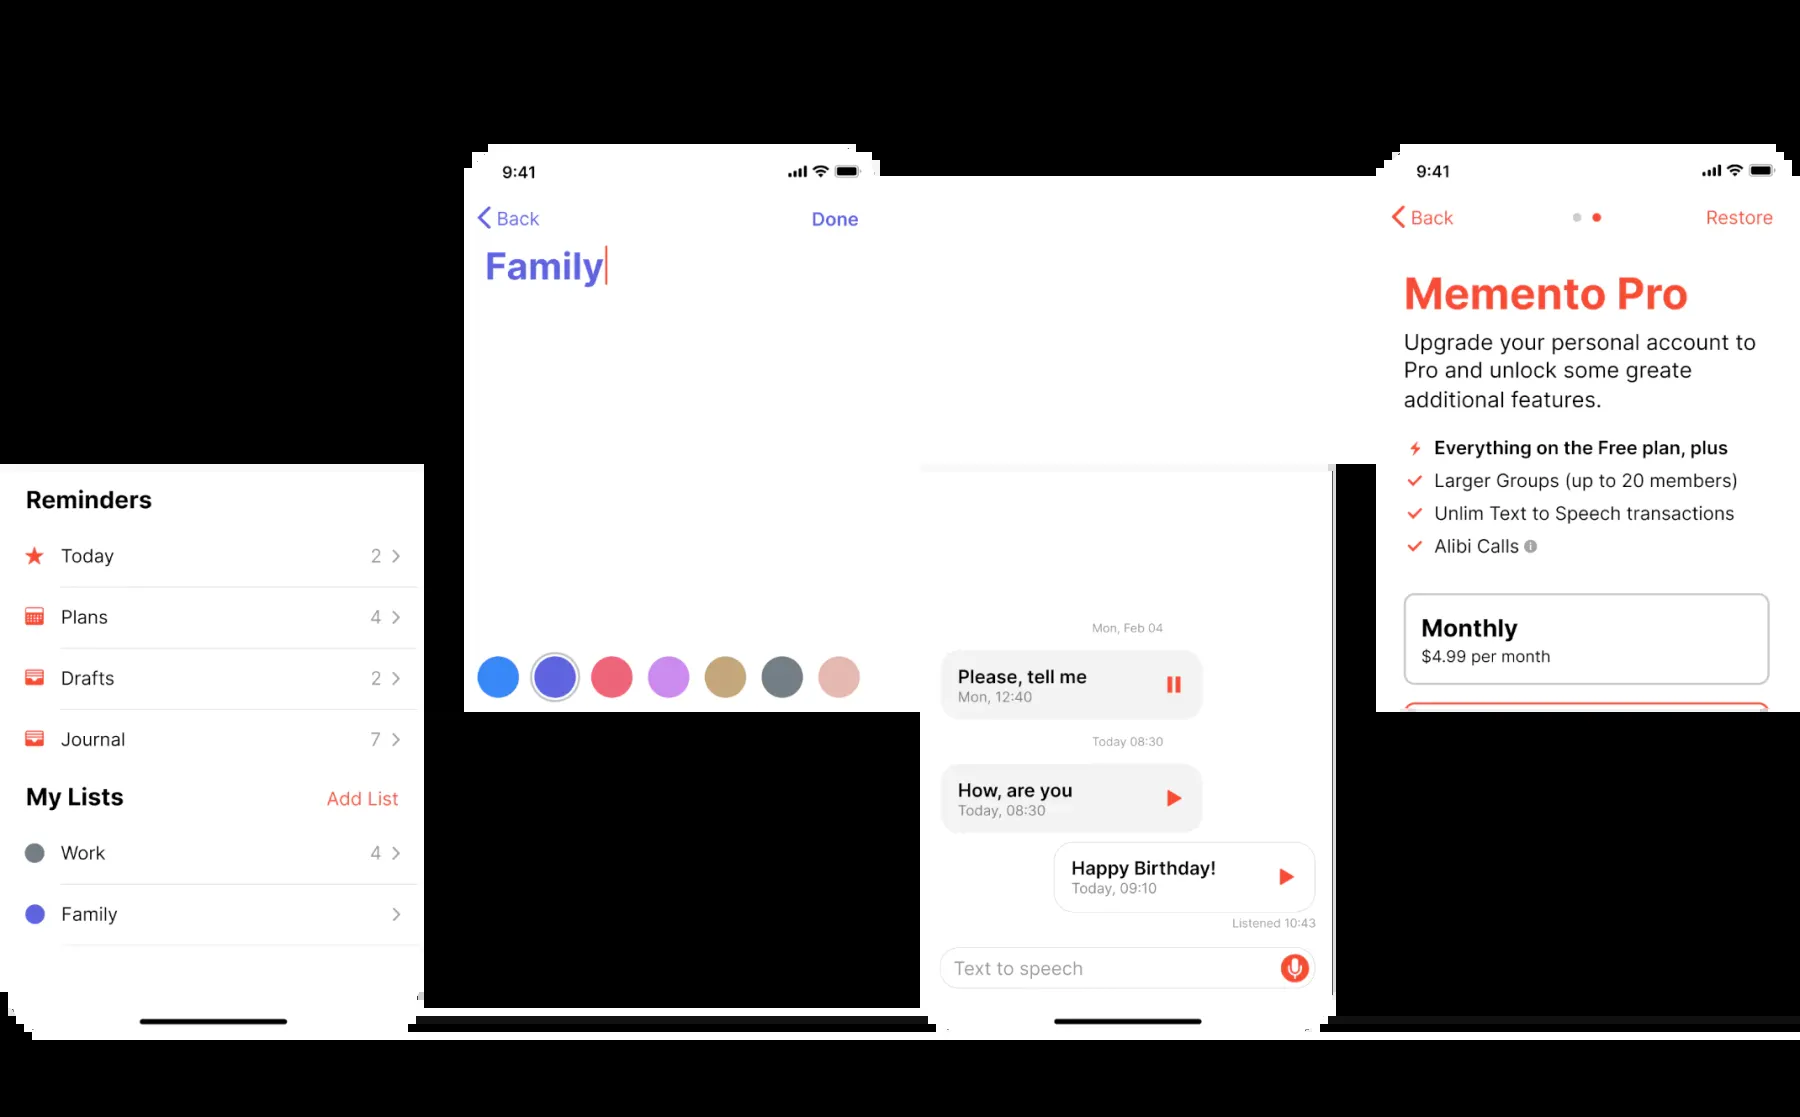 Reminders
Today 2
Plans 4
Drafts 2
Journal 7
My Lists Add List
Work 4
Family
9:41
Back Done
Family
Mon, Feb 04
Please, tell me
Mon, 12:40
Today 08:30
How, are you
Today, 08:30
Happy Birthday!
Today, 09:10
Listened 10:43
Text to speech
9:41
Back Restore
Memento Pro
Upgrade your personal account to
Pro and unlock some greate
additional features.
Everything on the Free plan, plus
Larger Groups (up to 20 members)
Unlim Text to Speech transactions
Alibi Calls
Monthly
$4.99 per month